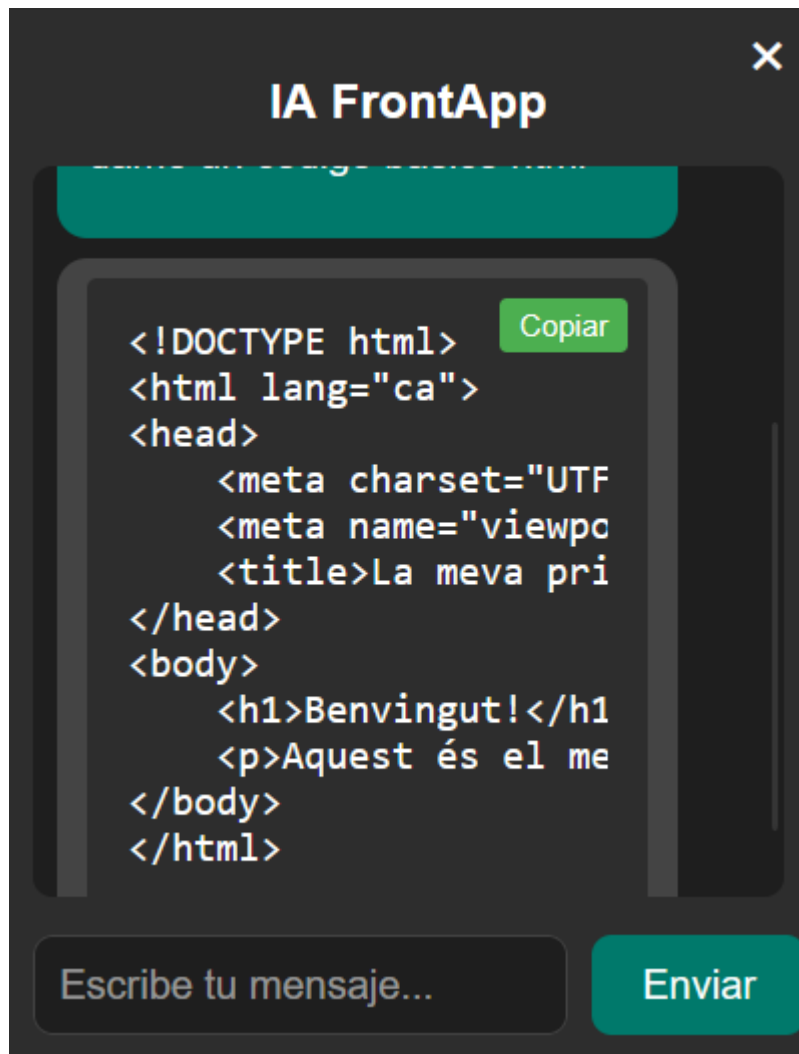 ×
IA FrontApp
Copiar
<!DOCTYPE html>
<html lang="ca">
<head>
    <meta charset="UTF
    <meta name="viewpo
    <title>La meva pri
</head>
<body>
    <h1>Benvingut!</h1
    <p>Aquest és el me
</body>
</html>
Escribe tu mensaje...
Enviar